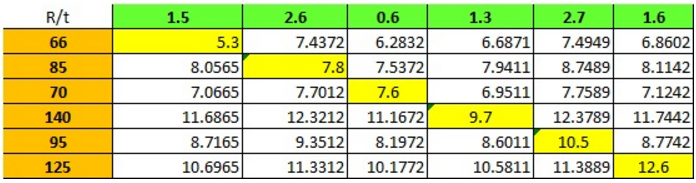 R/t 1.5 2.6 0.6 1.3 2.7 1.6
66 5.3 7.4372 6.2832 6.6871 7.4949 6.8602
85 8.0565 7.8 7.5372 7.9411 8.7489 8.1142
70 7.0665 7.7012 7.6 6.9511 7.7589 7.1242
140 11.6865 12.3212 11.1672 9.7 12.3789 11.7442
95 8.7165 9.3512 8.1972 8.6011 10.5 8.7742
125 10.6965 11.3312 10.1772 10.5811 11.3889 12.6